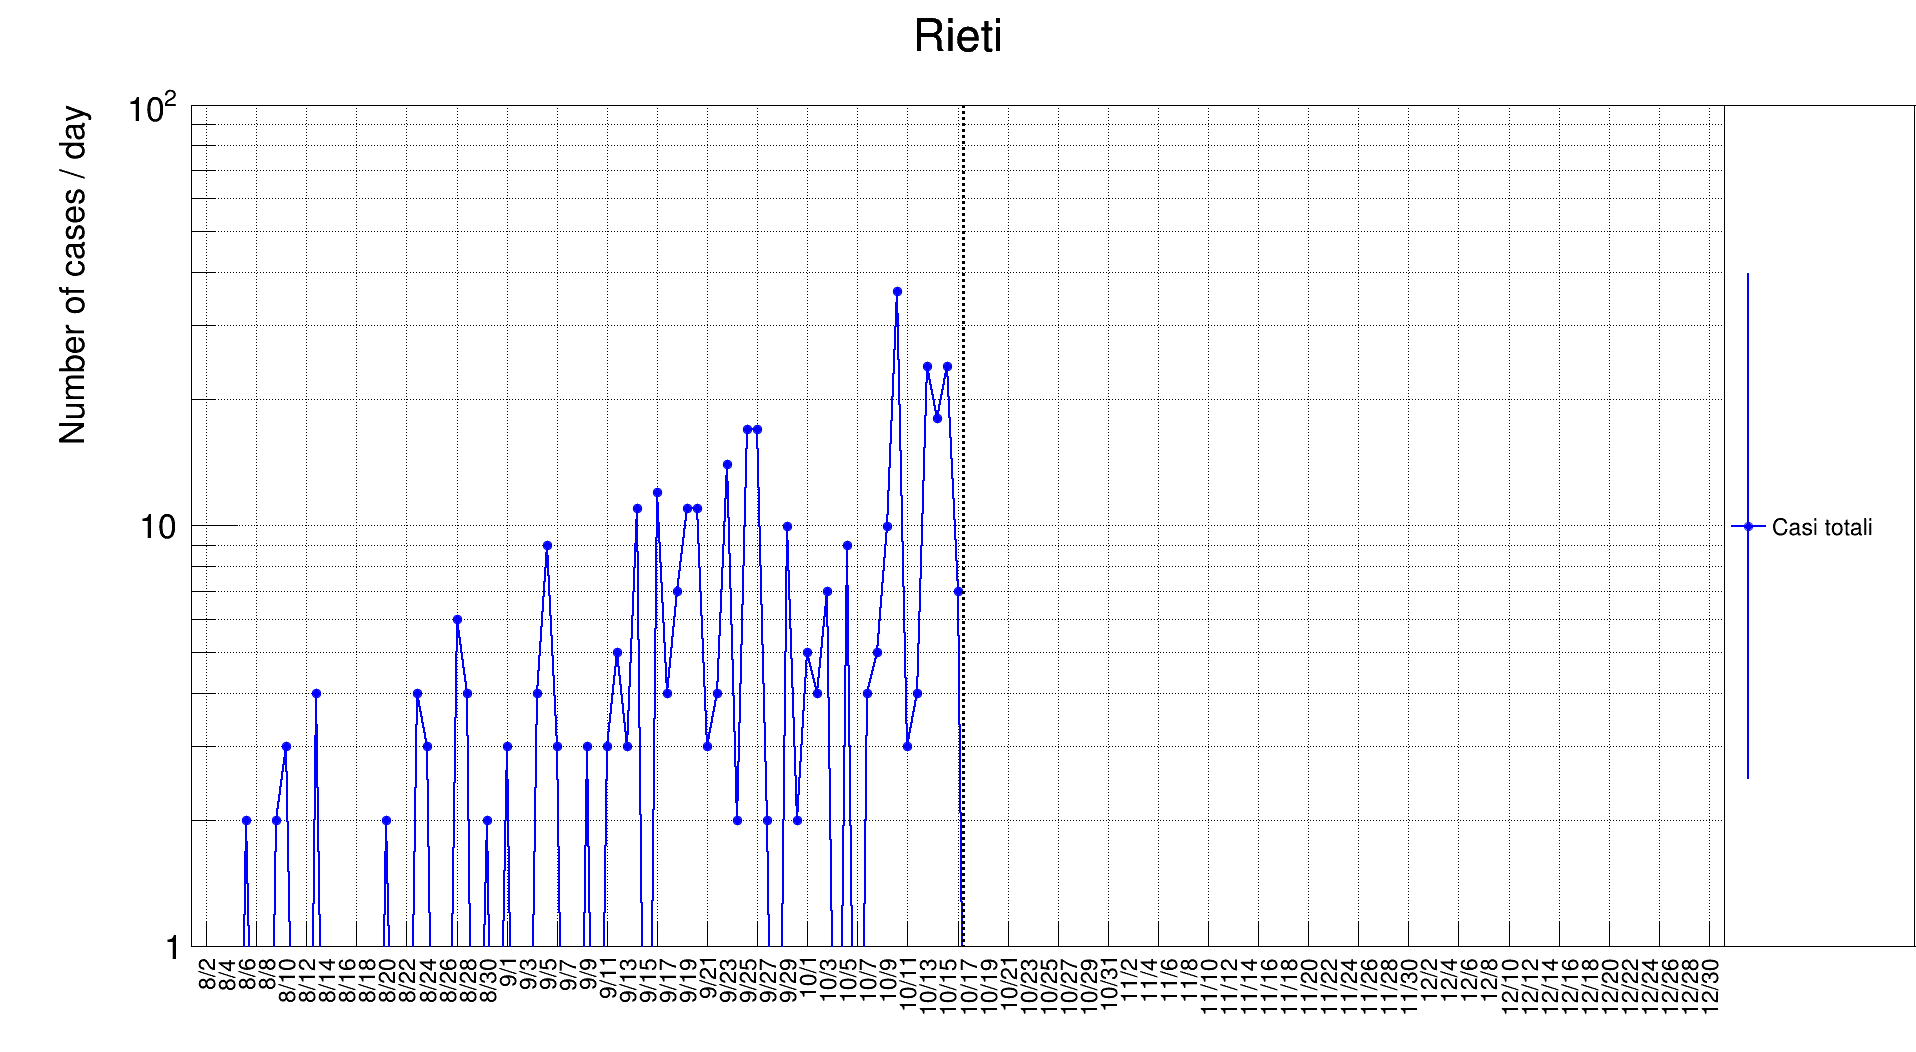 Rieti
Number of cases / day
10²
10
1
Casi totali
8/2 8/4 8/6 8/8 8/10 8/12 8/14 8/16 8/18 8/20 8/22 8/24 8/26 8/28 8/30 9/1 9/3 9/5 9/7 9/9 9/11 9/13 9/15 9/17 9/19 9/21 9/23 9/25 9/27 9/29 10/1 10/3 10/5 10/7 10/9 10/11 10/13 10/15 10/17 10/19 10/21 10/23 10/25 10/27 10/29 10/31 11/2 11/4 11/6 11/8 11/10 11/12 11/14 11/16 11/18 11/20 11/22 11/24 11/26 11/28 11/30 12/2 12/4 12/6 12/8 12/10 12/12 12/14 12/16 12/18 12/20 12/22 12/24 12/26 12/28 12/30